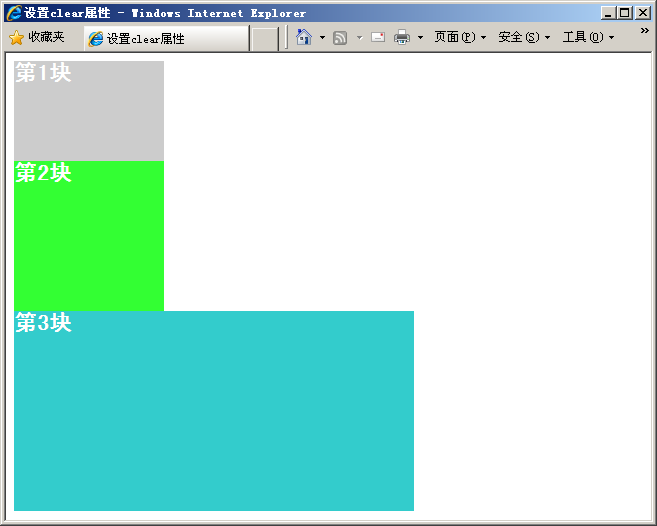 设置clear属性 - Windows Internet Explorer
收藏夹
设置clear属性
页面(P)
安全(S)
工具(O)
»
第1块
第2块
第3块